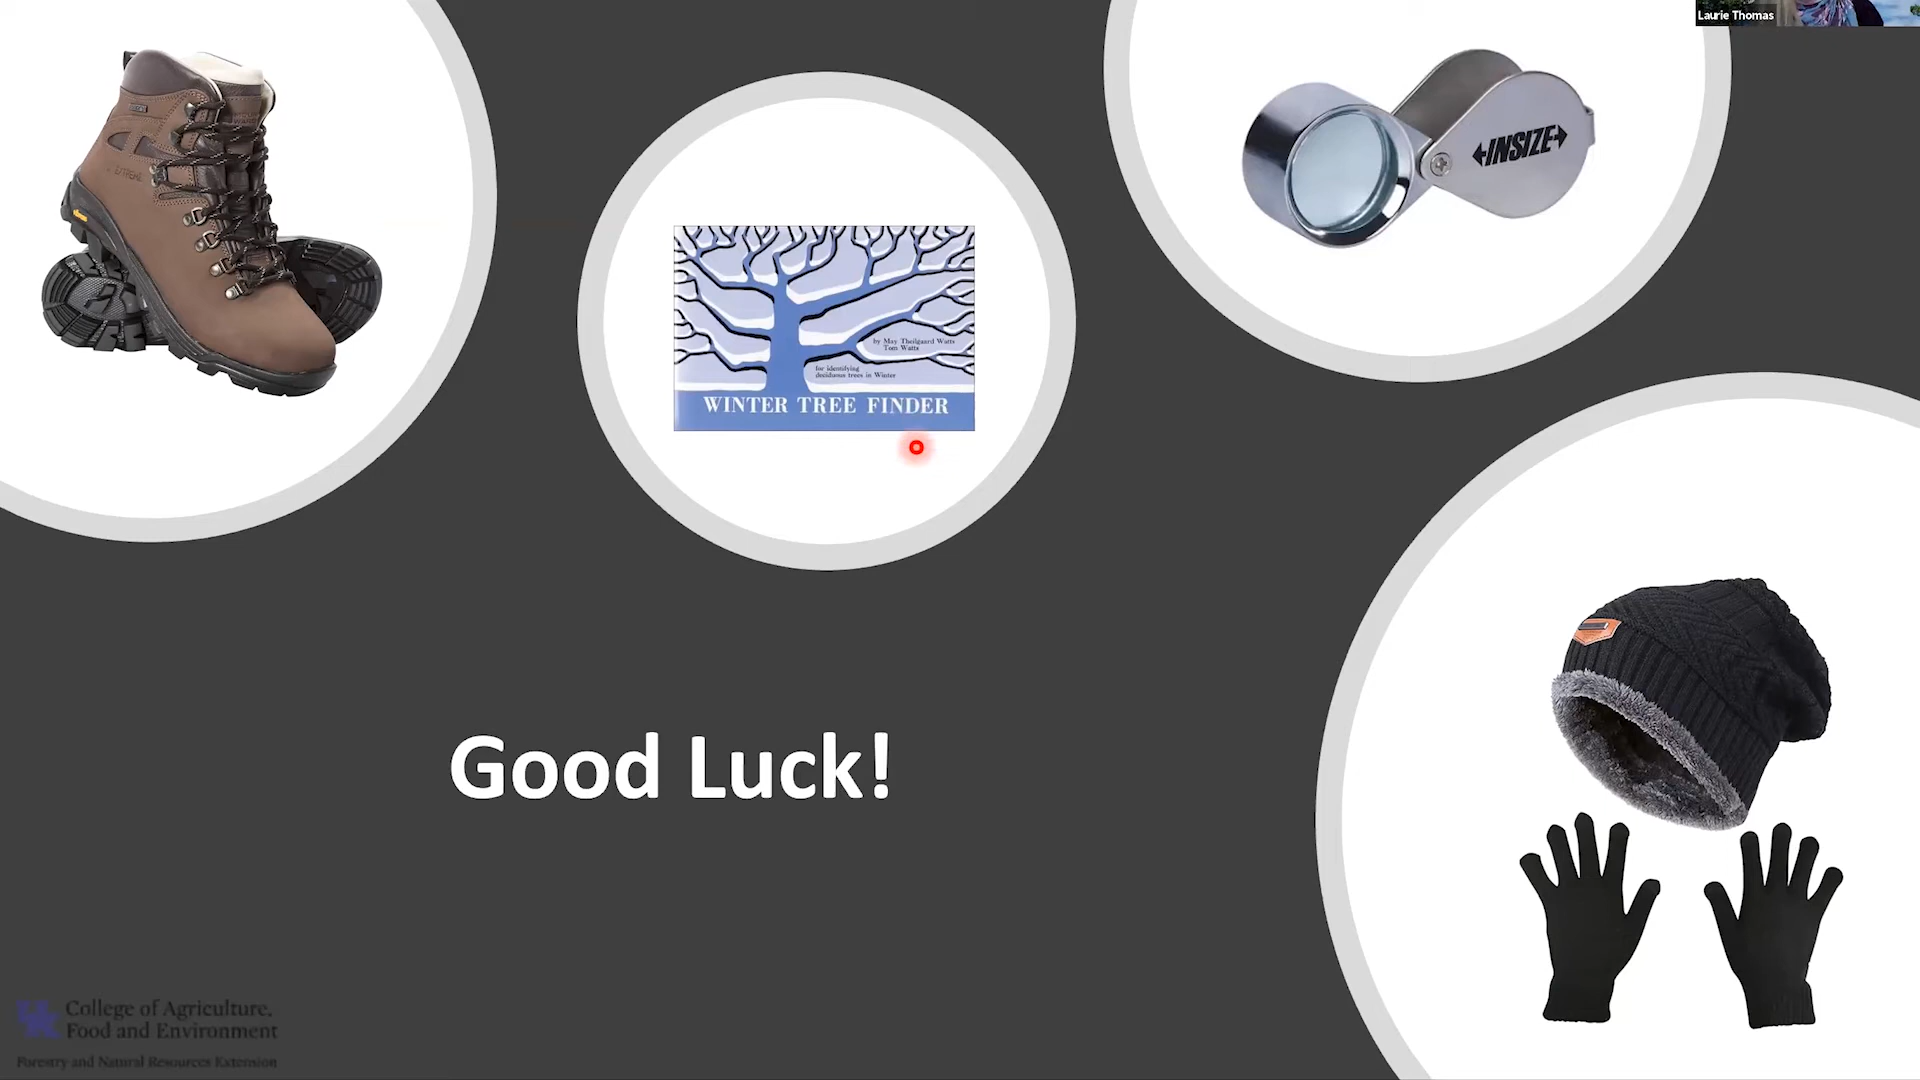 Laurie Thomas
INSIZE
by May Theilgaard Watts
Tom Watts
for identifying
deciduous trees in Winter
WINTER TREE FINDER
Good Luck!
College of Agriculture,
Food and Environment
Forestry and Natural Resources Extension